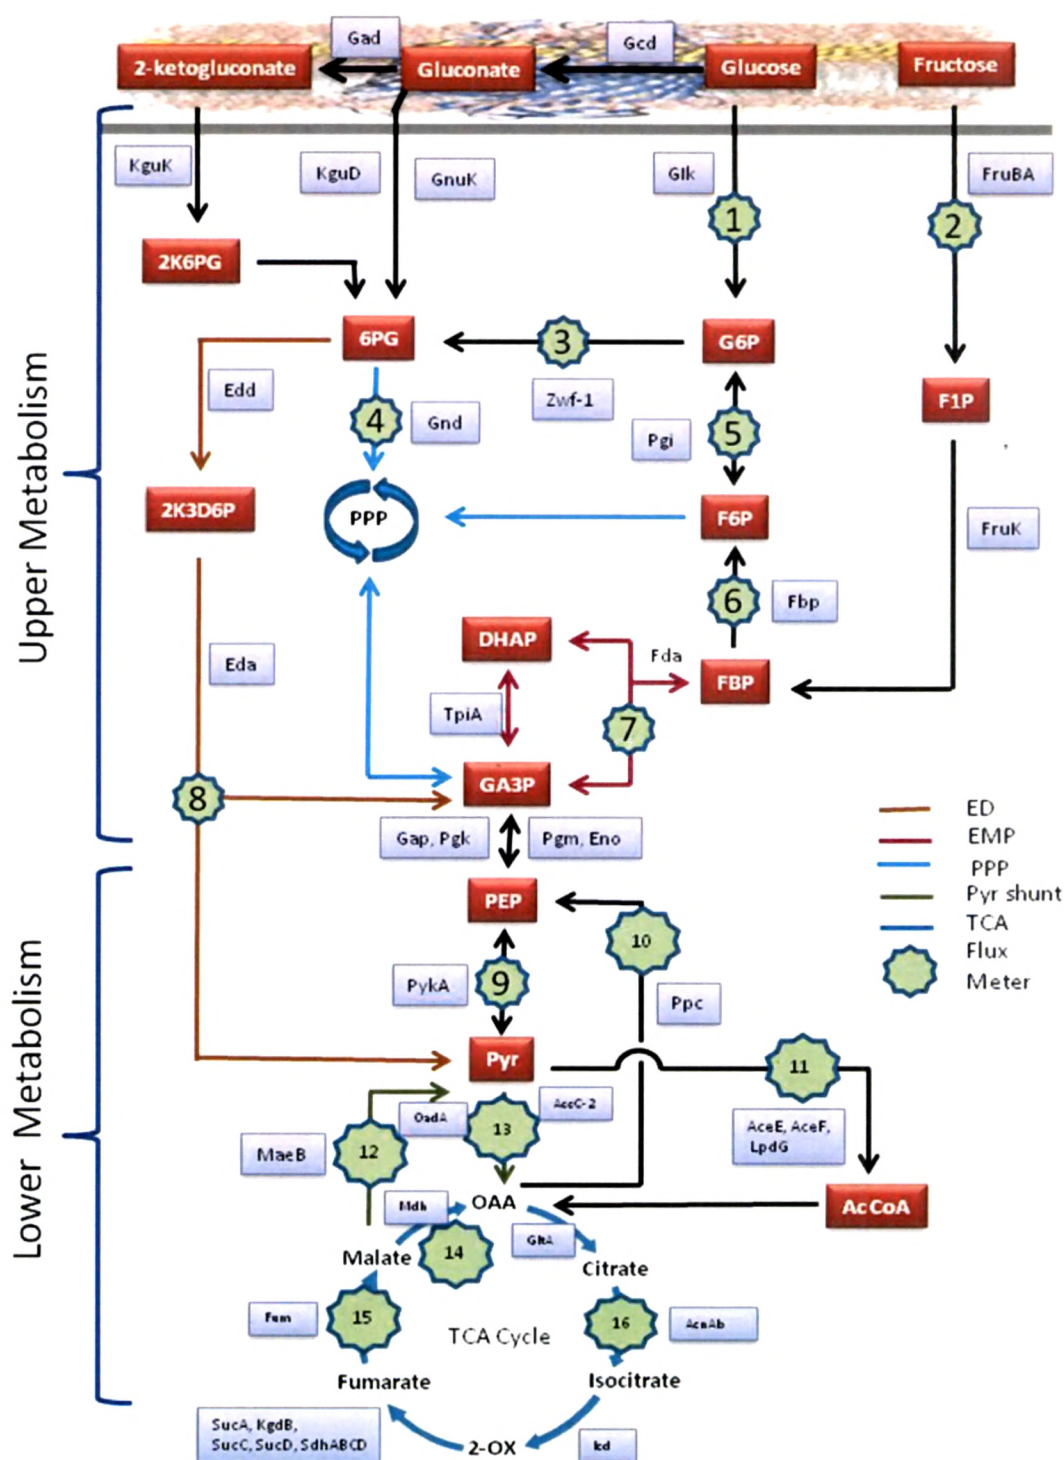 Gad
Gcd
2-ketogluconate
Gluconate
Glucose
Fructose
KguK
KguD
GnuK
Glk
FruBA
1
2
2K6PG
6PG
3
G6P
Zwf-1
Edd
4
Gnd
Pgi
5
F1P
2K3D6P
PPP
F6P
FruK
6
Fbp
DHAP
Fda
FBP
Eda
TpiA
7
GA3P
8
Gap, Pgk
Pgm, Eno
Upper Metabolism
ED
EMP
PPP
Pyr shunt
TCA
Flux
Meter
PEP
10
PykA
9
Ppc
Pyr
11
OadA
AccC-2
13
AceE, AceF,
LpdG
MaeB
12
Mdh
OAA
AcCoA
Malate
14
GltA
Citrate
Fum
15
TCA Cycle
16
AcnAb
Fumarate
Isocitrate
SucA, KgdB,
SucC, SucD, SdhABCD
2-OX
Icd
Lower Metabolism